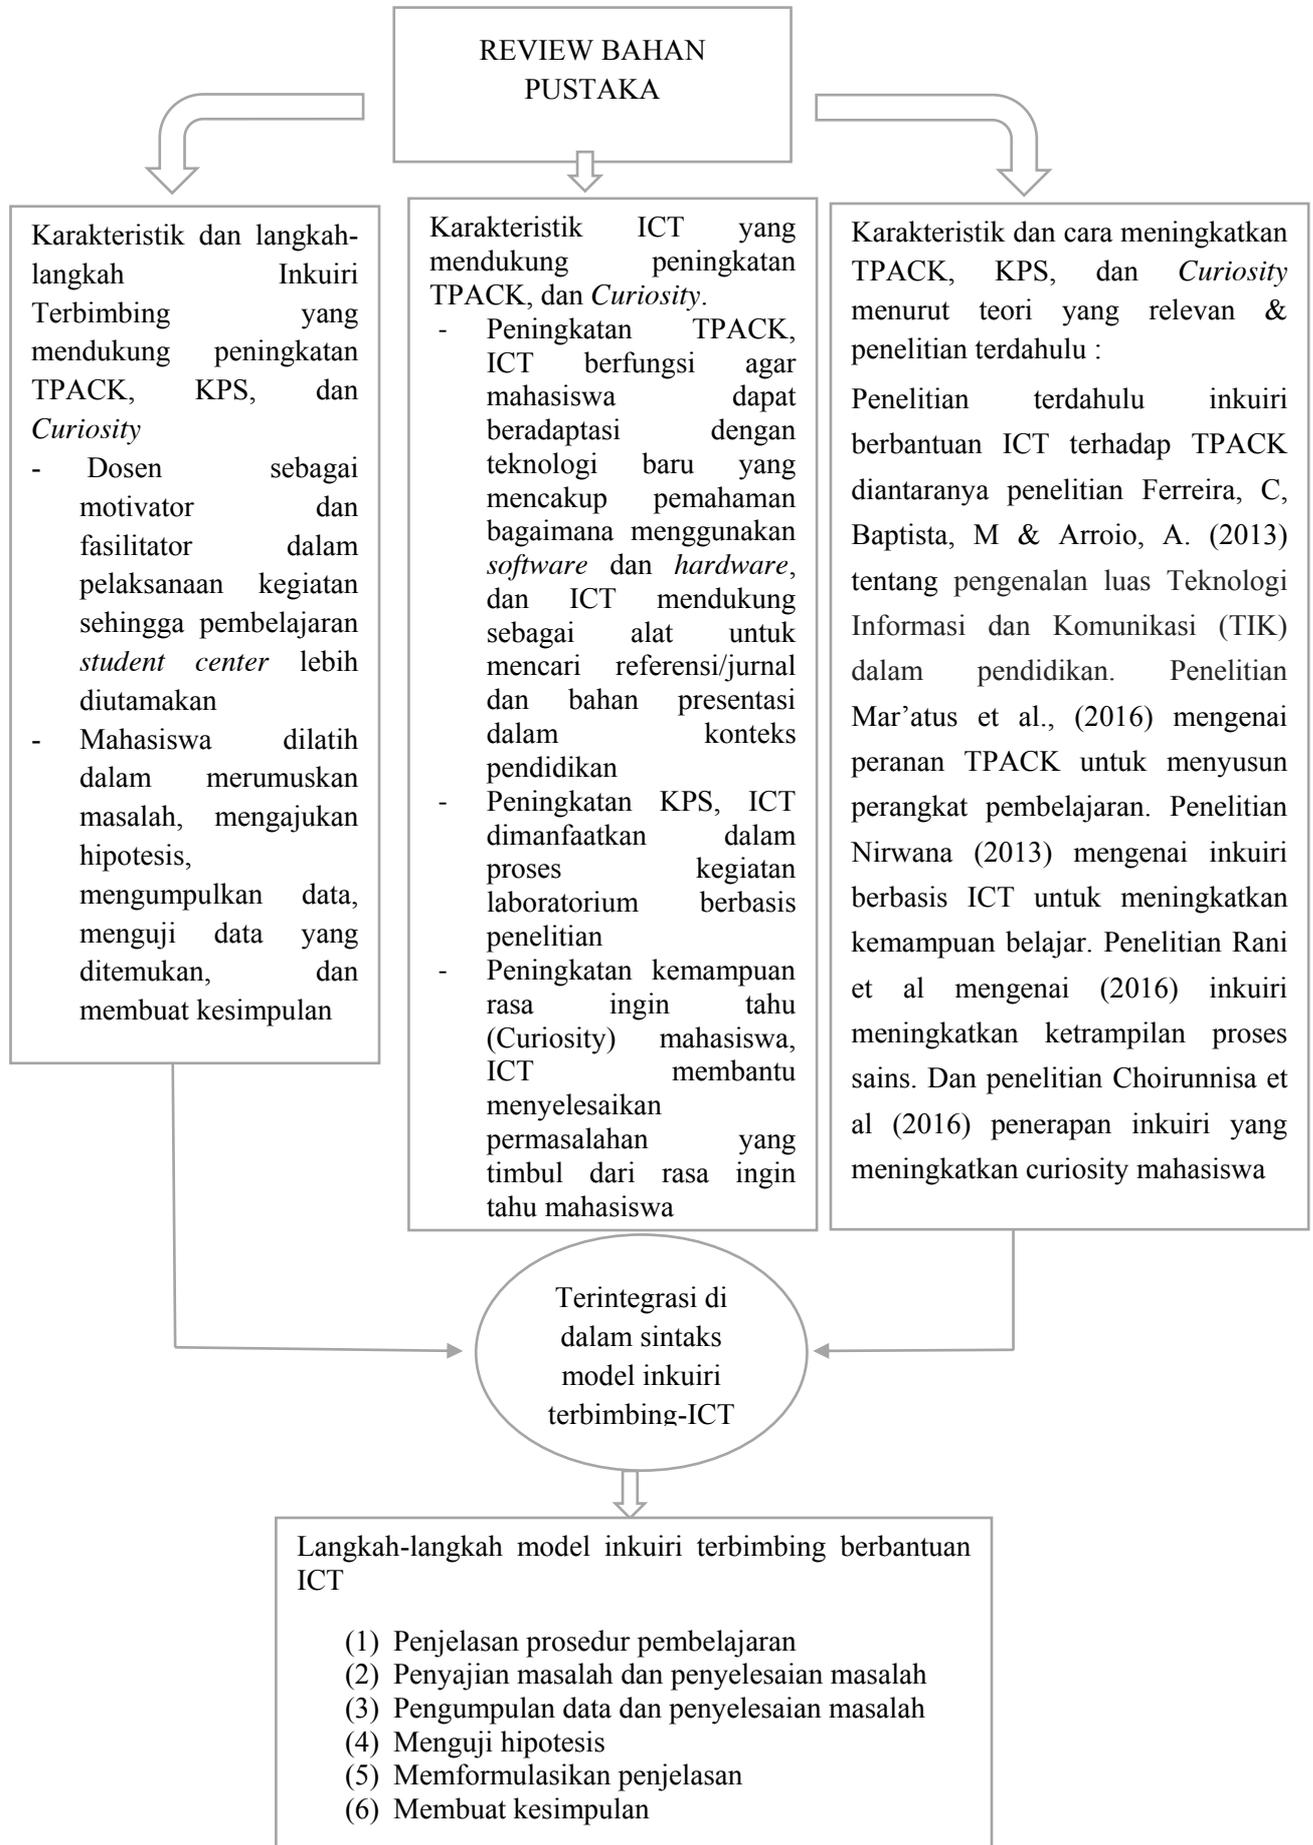 REVIEW BAHAN
PUSTAKA
Karakteristik dan langkah-
langkah Inkuiri
Terbimbing yang
mendukung peningkatan
TPACK, KPS, dan
Curiosity
- Dosen sebagai
motivator dan
fasilitator dalam
pelaksanaan kegiatan
sehingga pembelajaran
student center lebih
diutamakan
- Mahasiswa dilatih
dalam merumuskan
masalah, mengajukan
hipotesis,
mengumpulkan data,
menguji data yang
ditemukan, dan
membuat kesimpulan
Karakteristik ICT yang
mendukung peningkatan
TPACK, dan Curiosity.
- Peningkatan TPACK,
ICT berfungsi agar
mahasiswa dapat
beradaptasi dengan
teknologi baru yang
mencakup pemahaman
bagaimana menggunakan
software dan hardware,
dan ICT mendukung
sebagai alat untuk
mencari referensi/jurnal
dan bahan presentasi
dalam konteks
pendidikan
- Peningkatan KPS, ICT
dimanfaatkan dalam
proses kegiatan
laboratorium berbasis
penelitian
- Peningkatan kemampuan
rasa ingin tahu
(Curiosity) mahasiswa,
ICT membantu
menyelesaikan
permasalahan yang
timbul dari rasa ingin
tahu mahasiswa
Karakteristik dan cara meningkatkan
TPACK, KPS, dan Curiosity
menurut teori yang relevan &
penelitian terdahulu :
Penelitian terdahulu inkuiri
berbantuan ICT terhadap TPACK
diantaranya penelitian Ferreira, C,
Baptista, M & Arroio, A. (2013)
tentang pengenalan luas Teknologi
Informasi dan Komunikasi (TIK)
dalam pendidikan. Penelitian
Mar’atus et al., (2016) mengenai
peranan TPACK untuk menyusun
perangkat pembelajaran. Penelitian
Nirwana (2013) mengenai inkuiri
berbasis ICT untuk meningkatkan
kemampuan belajar. Penelitian Rani
et al mengenai (2016) inkuiri
meningkatkan ketrampilan proses
sains. Dan penelitian Choirunnisa et
al (2016) penerapan inkuiri yang
meningkatkan curiosity mahasiswa
Terintegrasi di
dalam sintaks
model inkuiri
terbimbing-ICT
Langkah-langkah model inkuiri terbimbing berbantuan
ICT
(1) Penjelasan prosedur pembelajaran
(2) Penyajian masalah dan penyelesaian masalah
(3) Pengumpulan data dan penyelesaian masalah
(4) Menguji hipotesis
(5) Memformulasikan penjelasan
(6) Membuat kesimpulan